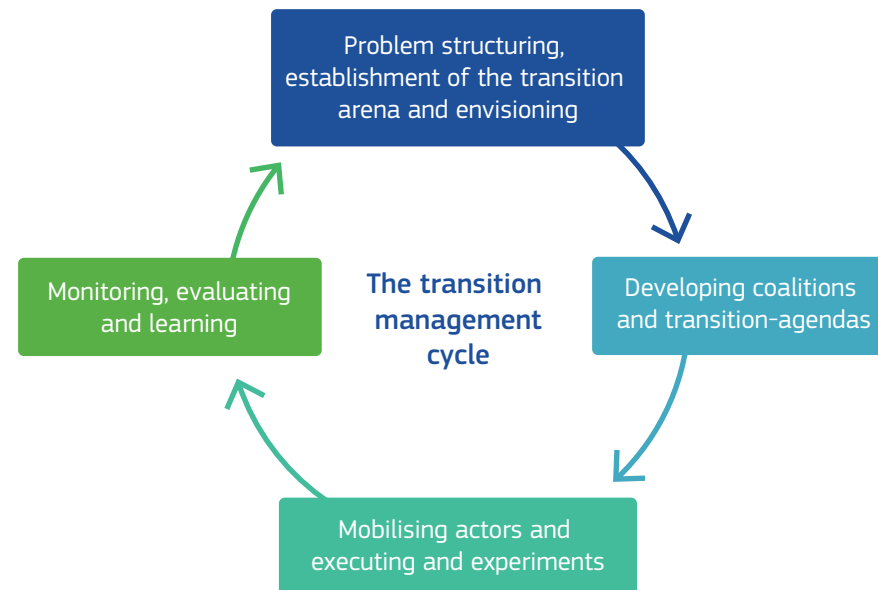 Problem structuring,
establishment of the transition
arena and envisioning
Monitoring, evaluating
and learning
The transition
management
cycle
Developing coalitions
and transition-agendas
Mobilising actors and
executing and experiments